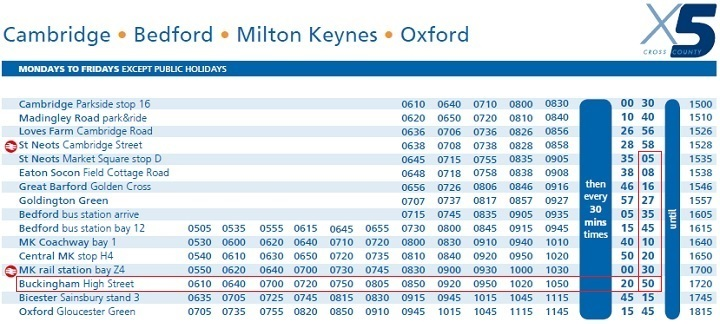 X5
CROSS COUNTY
Cambridge • Bedford • Milton Keynes • Oxford
MONDAYS TO FRIDAYS EXCEPT PUBLIC HOLIDAYS
Cambridge Parkside stop 16 0610 0640 0710 0800 0830 00 30 1500
Madingley Road park&ride 0620 0650 0720 0810 0840 10 40 1510
Loves Farm Cambridge Road 0636 0706 0736 0826 0856 26 56 1526
St Neots Cambridge Street 0638 0708 0738 0828 0858 28 58 1528
St Neots Market Square stop D 0645 0715 0755 0835 0905 35 05 1535
Eaton Socon Field Cottage Road 0648 0718 0758 0838 0908 38 08 1538
Great Barford Golden Cross 0656 0726 0806 0846 0916 46 16 1546
Goldington Green 0707 0737 0817 0857 0927 57 27 1557
Bedford bus station arrive 0715 0745 0835 0905 0935 05 35 1605
Bedford bus station bay 12 0505 0535 0555 0615 0645 0655 0730 0800 0845 0915 0945 15 45 1615
MK Coachway bay 1 0530 0600 0620 0640 0710 0720 0800 0830 0910 0940 1010 40 10 1640
Central MK stop H4 0540 0610 0630 0650 0720 0735 0810 0840 0920 0950 1020 50 20 1650
MK rail station bay Z4 0550 0620 0640 0700 0730 0745 0830 0900 0930 1000 1030 00 30 1700
Buckingham High Street 0610 0640 0700 0720 0750 0805 0850 0920 0950 1020 1050 20 50 1720
Bicester Sainsbury stand 3 0635 0705 0725 0745 0815 0830 0915 0945 1015 1045 1145 45 15 1745
Oxford Gloucester Green 0705 0735 0755 0820 0850 0910 0945 1015 1045 1115 1145 15 45 1815
then
every
30
mins
times
until